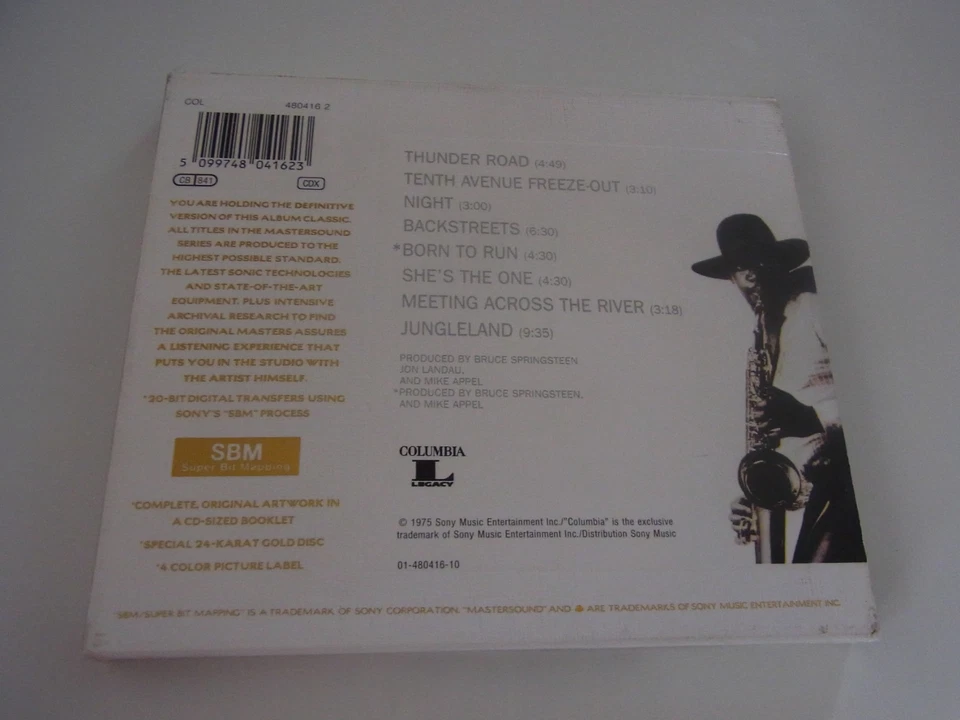 COL 480416 2
5 099748 041623
CB 841 CDX
YOU ARE HOLDING THE DEFINITIVE
VERSION OF THIS ALBUM CLASSIC.
ALL TITLES IN THE MASTERSOUND
SERIES ARE PRODUCED TO THE
HIGHEST POSSIBLE STANDARD.
THE LATEST SONIC TECHNOLOGIES
AND STATE-OF-THE-ART
EQUIPMENT, PLUS INTENSIVE
ARCHIVAL RESEARCH TO FIND
THE ORIGINAL MASTERS ASSURES
A LISTENING EXPERIENCE THAT
PUTS YOU IN THE STUDIO WITH
THE ARTIST HIMSELF.
*20-BIT DIGITAL TRANSFERS USING
SONY'S "SBM" PROCESS
SBM
Super Bit Mapping
*COMPLETE, ORIGINAL ARTWORK IN
A CD-SIZED BOOKLET
*SPECIAL 24-KARAT GOLD DISC
*4 COLOR PICTURE LABEL
THUNDER ROAD (4:49)
TENTH AVENUE FREEZE-OUT (3:10)
NIGHT (3:00)
BACKSTREETS (6:30)
*BORN TO RUN (4:30)
SHE'S THE ONE (4:30)
MEETING ACROSS THE RIVER (3:18)
JUNGLELAND (9:35)
PRODUCED BY BRUCE SPRINGSTEEN,
JON LANDAU,
AND MIKE APPEL
*PRODUCED BY BRUCE SPRINGSTEEN,
AND MIKE APPEL
COLUMBIA
L
LEGACY
© 1975 Sony Music Entertainment Inc./"Columbia" is the exclusive
trademark of Sony Music Entertainment Inc./Distribution Sony Music
01-480416-10
"SBM/SUPER BIT MAPPING" IS A TRADEMARK OF SONY CORPORATION. "MASTERSOUND" AND ARE TRADEMARKS OF SONY MUSIC ENTERTAINMENT INC.